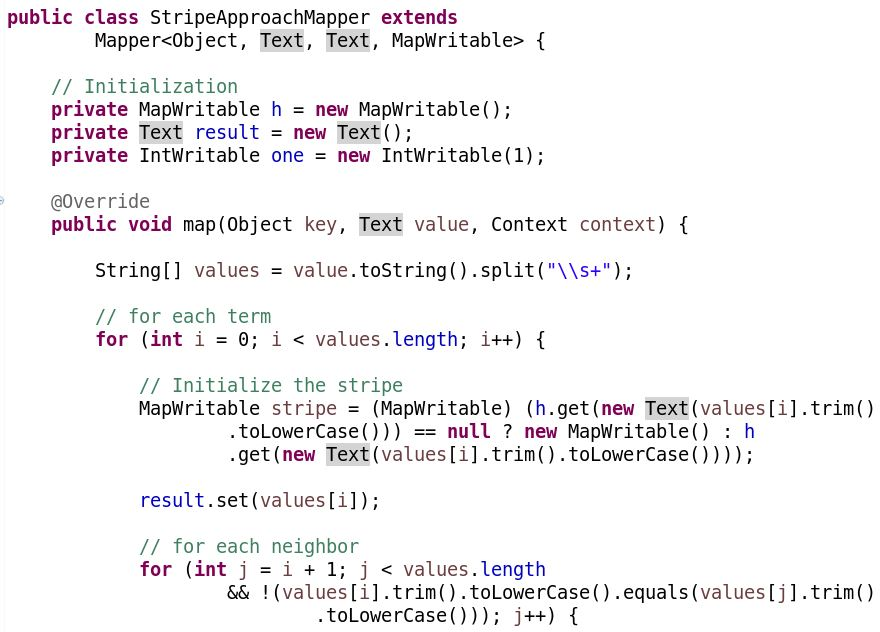 public class StripeApproachMapper extends
        Mapper<Object, Text, Text, MapWritable> {

    // Initialization
    private MapWritable h = new MapWritable();
    private Text result = new Text();
    private IntWritable one = new IntWritable(1);

    @Override
    public void map(Object key, Text value, Context context) {

        String[] values = value.toString().split("\\s+");

        // for each term
        for (int i = 0; i < values.length; i++) {

            // Initialize the stripe
            MapWritable stripe = (MapWritable) (h.get(new Text(values[i].trim()
                    .toLowerCase())) == null ? new MapWritable() : h
                    .get(new Text(values[i].trim().toLowerCase())));

            result.set(values[i]);

            // for each neighbor
            for (int j = i + 1; j < values.length
                    && !(values[i].trim().toLowerCase().equals(values[j].trim()
                            .toLowerCase())); j++) {